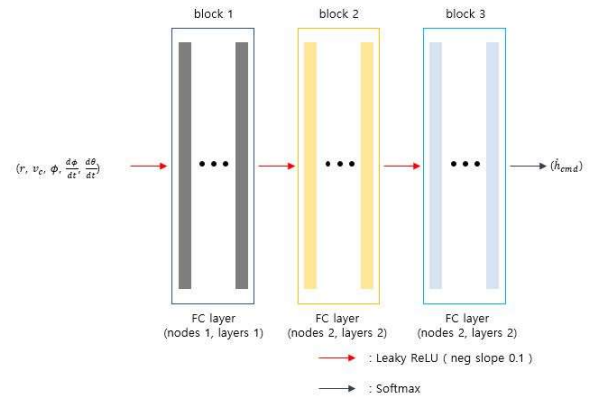 block 1
block 2
block 3
(r, v_c, ϕ, dϕ/dt, dθ/dt)
(ḣ_cmd)
FC layer
(nodes 1, layers 1)
FC layer
(nodes 2, layers 2)
FC layer
(nodes 2, layers 2)
: Leaky ReLU ( neg slope 0.1 )
: Softmax